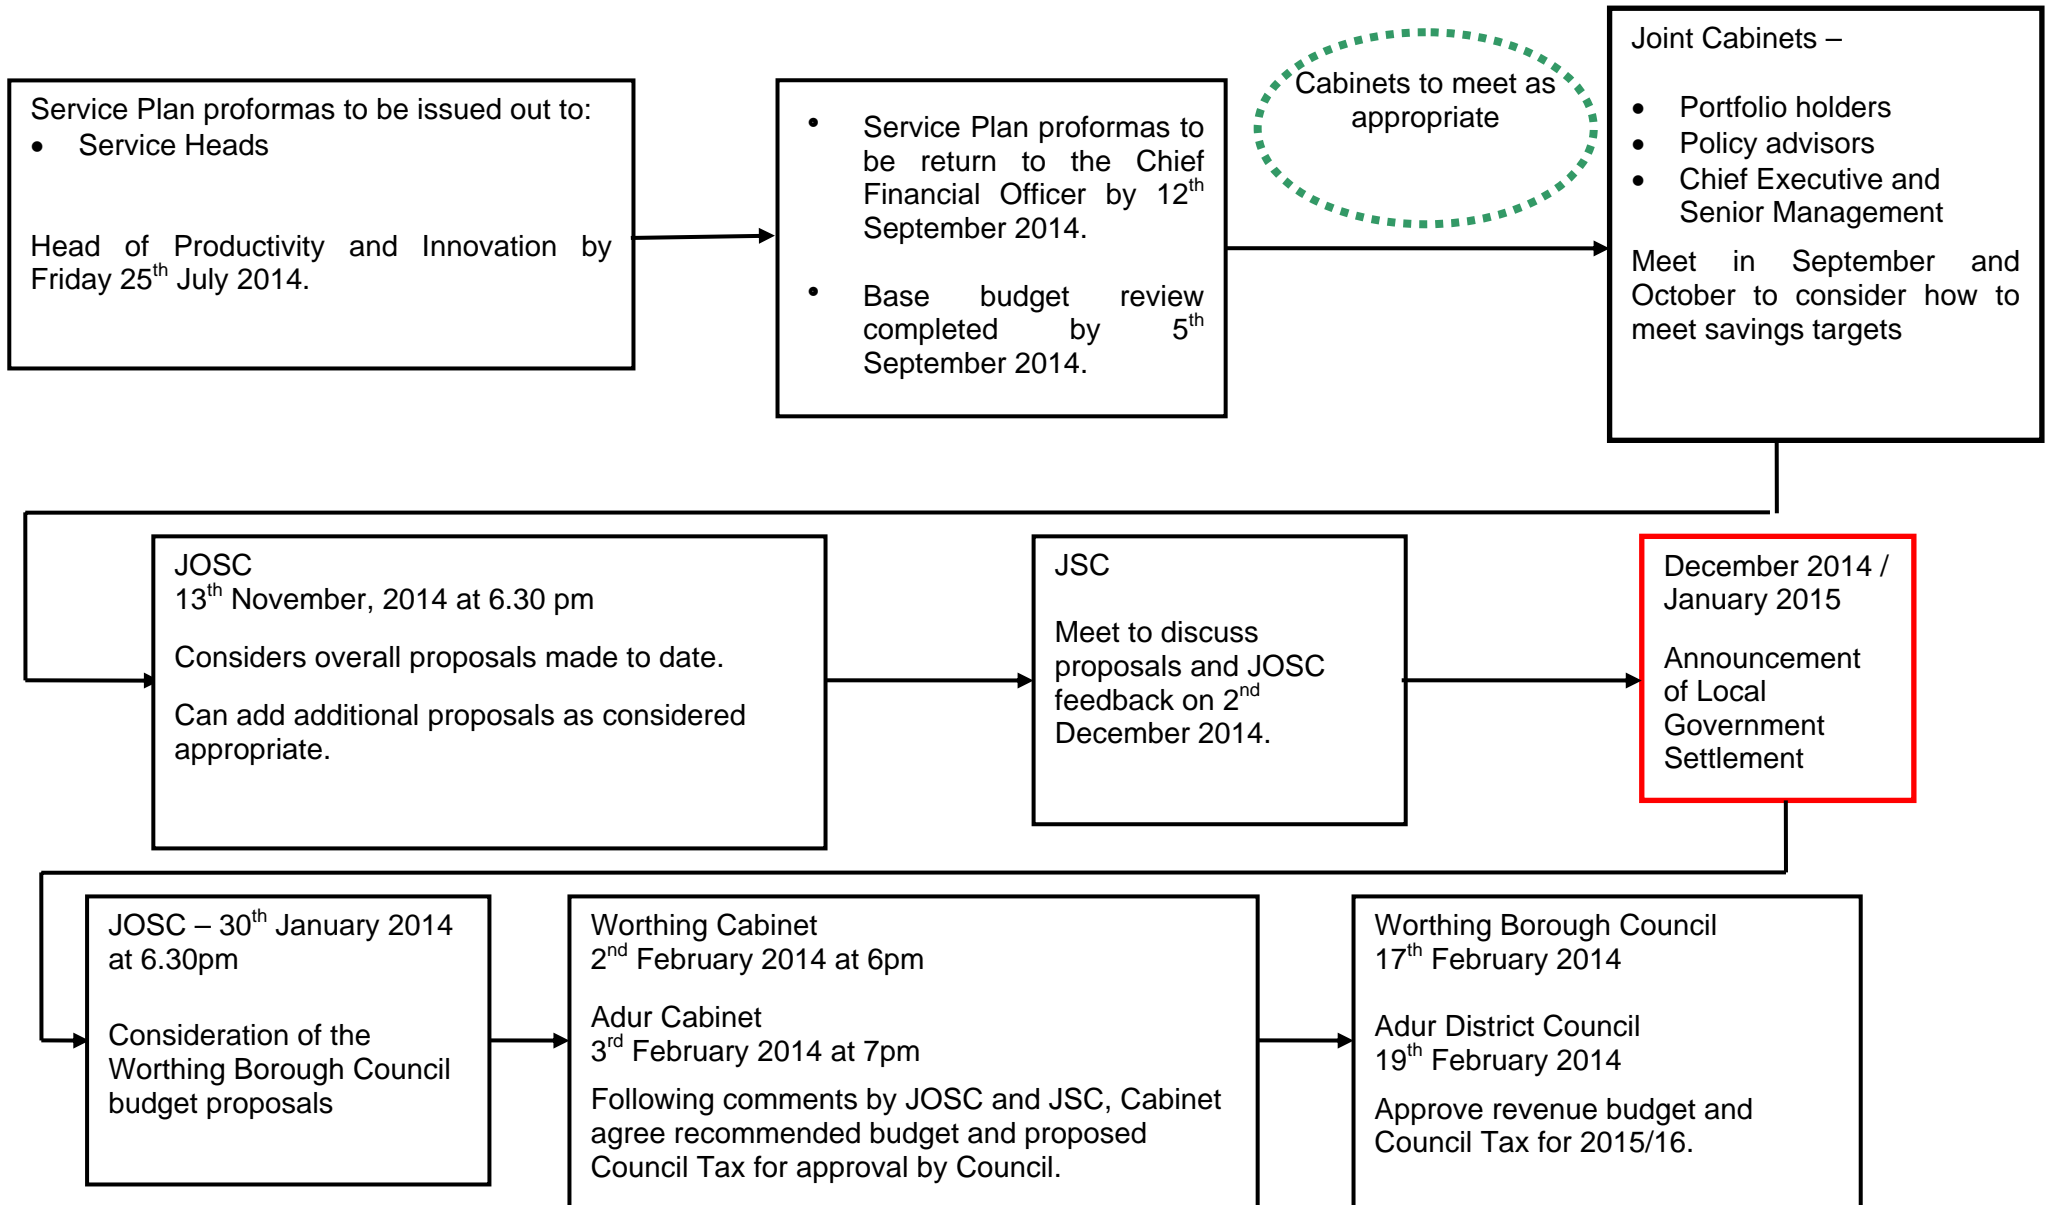 Service Plan proformas to be issued out to:
• Service Heads
Head of Productivity and Innovation by
Friday 25th July 2014.
• Service Plan proformas to
be return to the Chief
Financial Officer by 12th
September 2014.
• Base budget review
completed by 5th
September 2014.
Cabinets to meet as
appropriate
Joint Cabinets –
• Portfolio holders
• Policy advisors
• Chief Executive and
Senior Management
Meet in September and
October to consider how to
meet savings targets
JOSC
13th November, 2014 at 6.30 pm
Considers overall proposals made to date.
Can add additional proposals as considered
appropriate.
JSC
Meet to discuss
proposals and JOSC
feedback on 2nd
December 2014.
December 2014 /
January 2015
Announcement
of Local
Government
Settlement
JOSC – 30th January 2014
at 6.30pm
Consideration of the
Worthing Borough Council
budget proposals
Worthing Cabinet
2nd February 2014 at 6pm
Adur Cabinet
3rd February 2014 at 7pm
Following comments by JOSC and JSC, Cabinet
agree recommended budget and proposed
Council Tax for approval by Council.
Worthing Borough Council
17th February 2014
Adur District Council
19th February 2014
Approve revenue budget and
Council Tax for 2015/16.